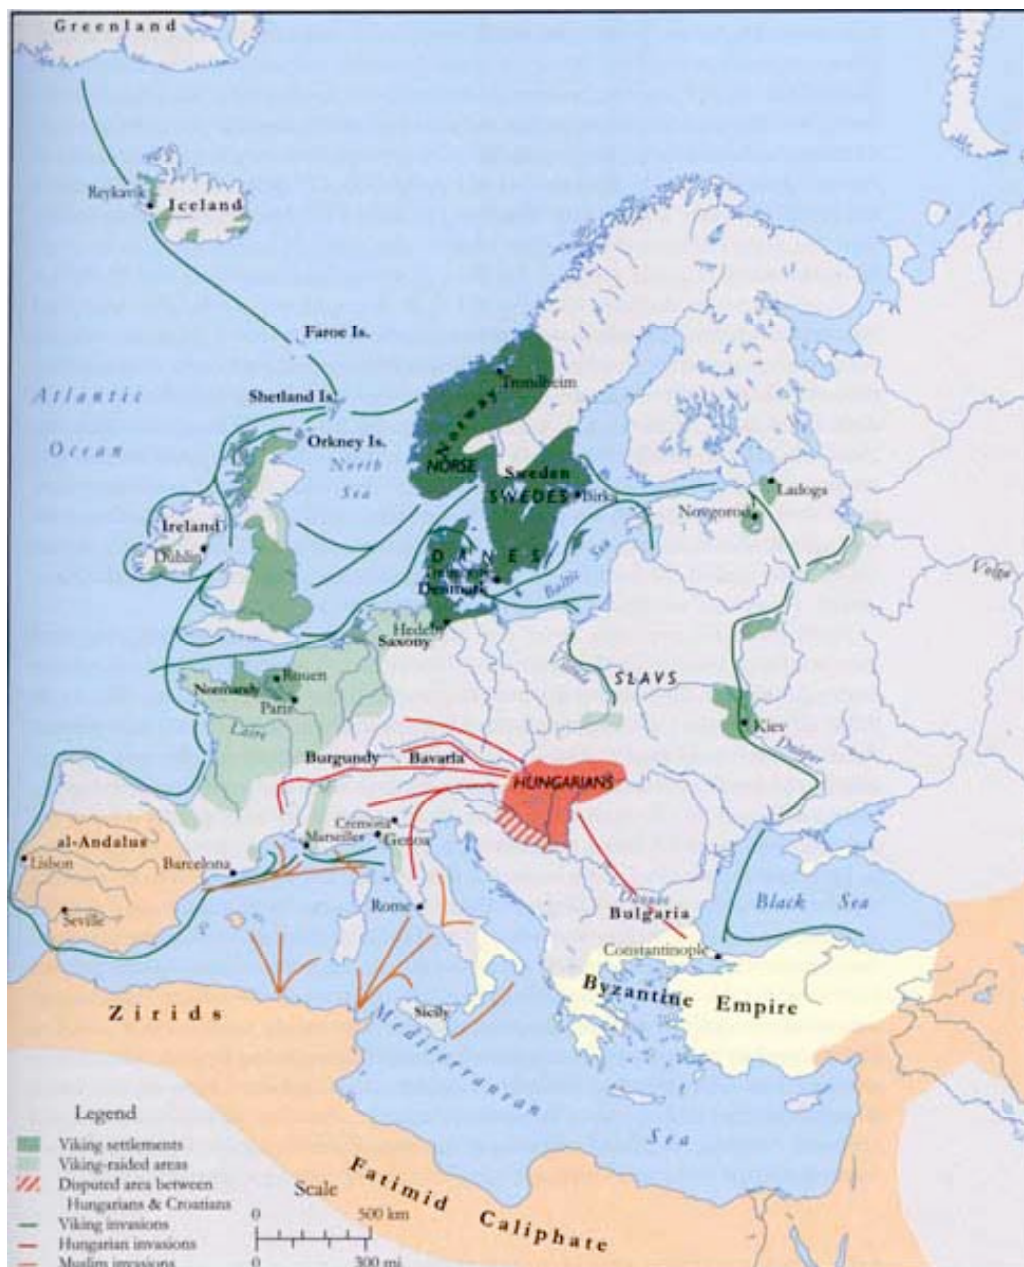 Greenland
Reykavik
Iceland
Faroe Is.
Atlantic
Ocean
Shetland Is.
Orkney Is.
North
Sea
Trondheim
Norway
NORSE
Sweden
SWEDES
Birka
Ladoga
Novgorod
Ireland
Dublin
DANES
Denmark
Baltic Sea
Volga
Hedeby
Saxony
Rouen
Normandy
Paris
Loire
SLAVS
Kiev
Dnieper
Burgundy
Bavaria
HUNGARIANS
Cremona
Marseilles
Genoa
al-Andalus
Lisbon
Barcelona
Seville
Rome
Danube
Bulgaria
Black Sea
Constantinople
Byzantine Empire
Zirids
Sicily
Mediterranean
Sea
Fatimid Caliphate
Legend
Viking settlements
Viking-raided areas
Disputed area between
Hungarians & Croatians
Viking invasions
Hungarian invasions
Muslim invasions
Scale
0 500 km
0 300 mi.